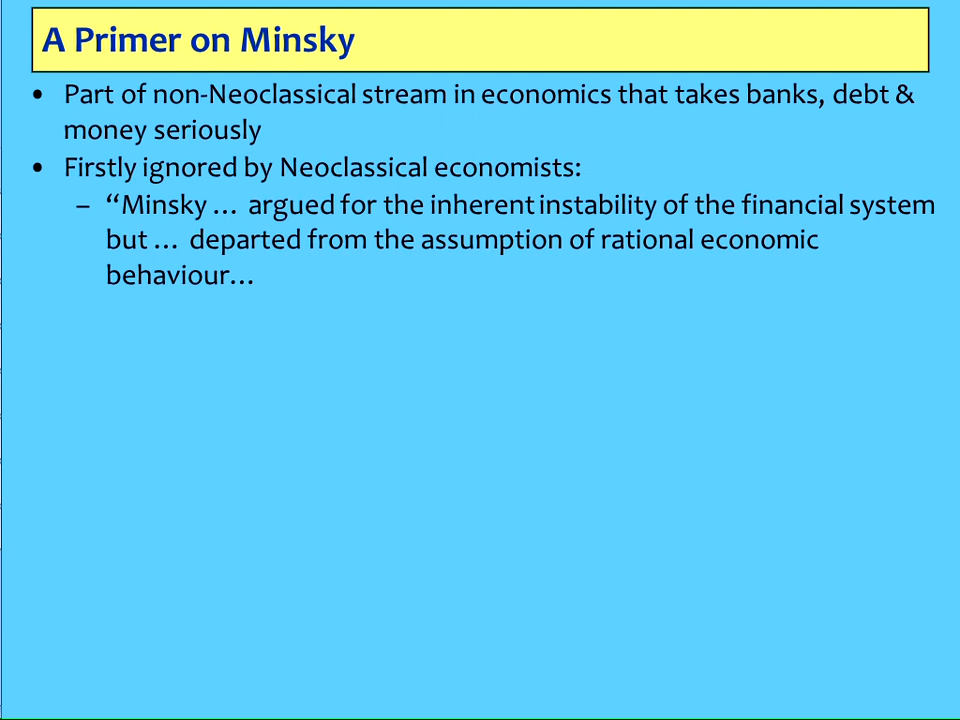 A Primer on Minsky
• Part of non-Neoclassical stream in economics that takes banks, debt &
money seriously
• Firstly ignored by Neoclassical economists:
– “Minsky … argued for the inherent instability of the financial system
but … departed from the assumption of rational economic
behaviour…